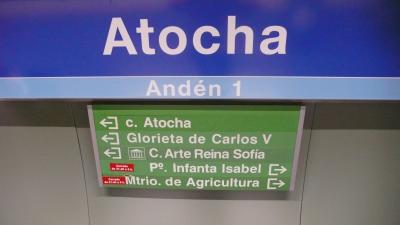 Atocha
Andén 1
c. Atocha
Glorieta de Carlos V
C. Arte Reina Sofía
Pº. Infanta Isabel
Mtrio. de Agricultura